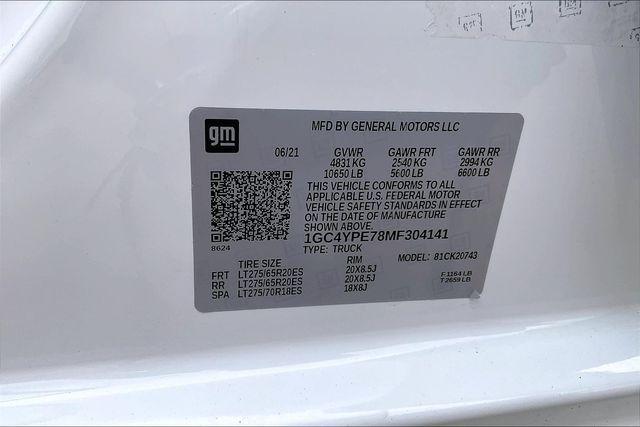 gm
MFD BY GENERAL MOTORS LLC
06/21 GVWR GAWR FRT GAWR RR
4831 KG 2540 KG 2994 KG
10650 LB 5600 LB 6600 LB
THIS VEHICLE CONFORMS TO ALL
APPLICABLE U.S. FEDERAL MOTOR
VEHICLE SAFETY STANDARDS IN EFFECT
ON THE DATE OF MANUFACTURE
SHOWN ABOVE.
8624
1GC4YPE78MF304141
TYPE: TRUCK
MODEL: 81CK20743
TIRE SIZE RIM
FRT LT275/65R20ES 20X8.5J
RR LT275/65R20ES 20X8.5J
SPA LT275/70R18ES 18X8J
F:1164 LB
T:2659 LB